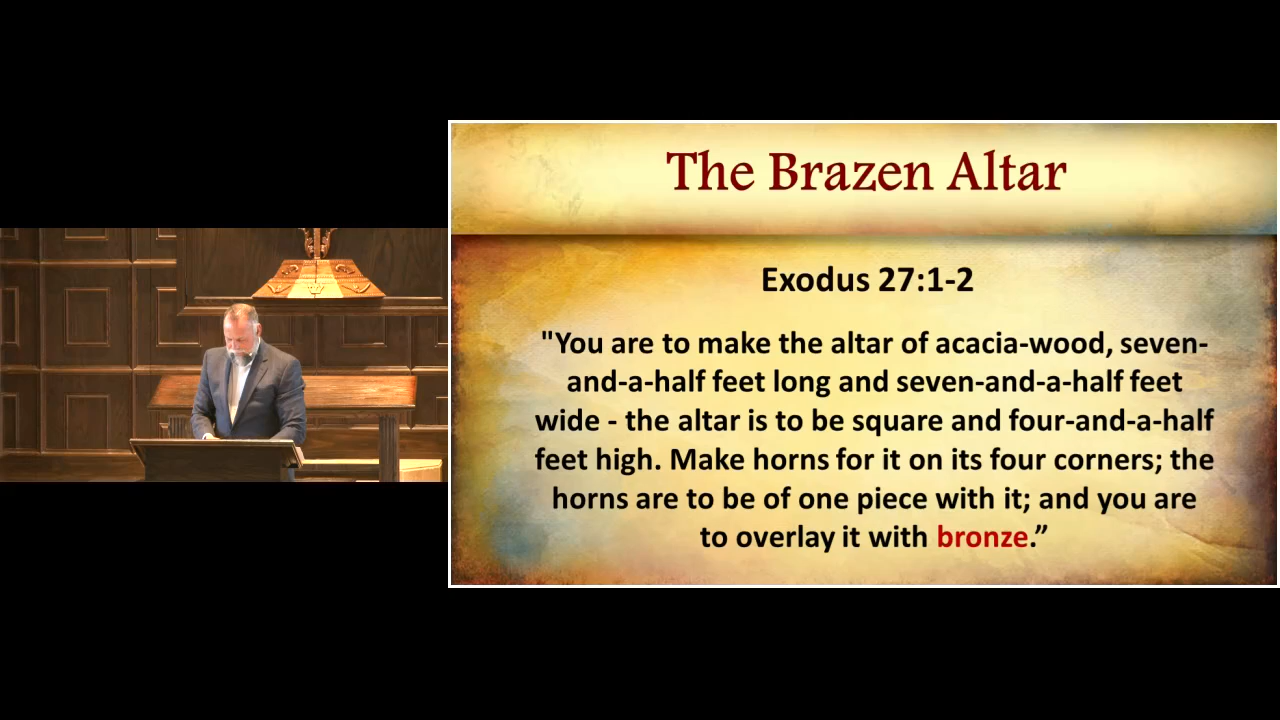 The Brazen Altar
Exodus 27:1-2
"You are to make the altar of acacia-wood, seven-
and-a-half feet long and seven-and-a-half feet
wide - the altar is to be square and four-and-a-half
feet high. Make horns for it on its four corners; the
horns are to be of one piece with it; and you are
to overlay it with bronze.”